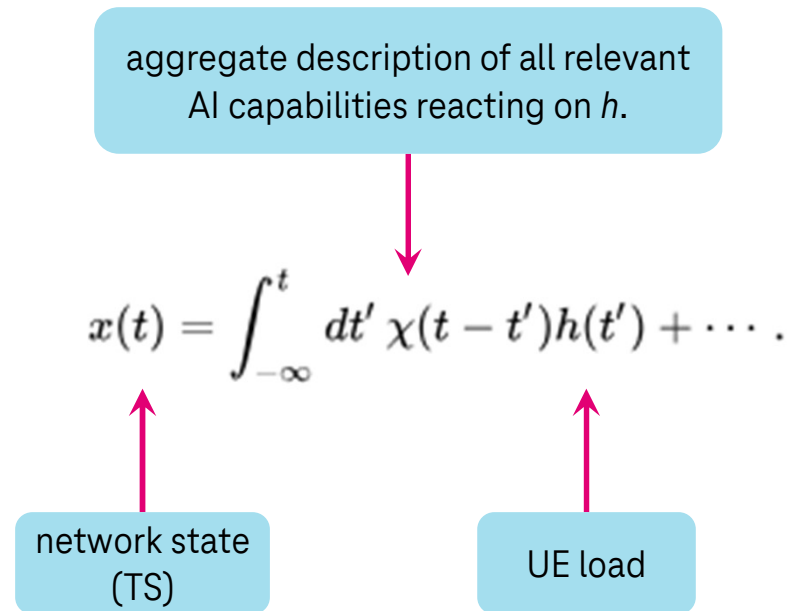 aggregate description of all relevant
AI capabilities reacting on h.
x(t) = ∫_{-∞}^{t} dt′ χ(t − t′)h(t′) + ··· .
network state
(TS)
UE load